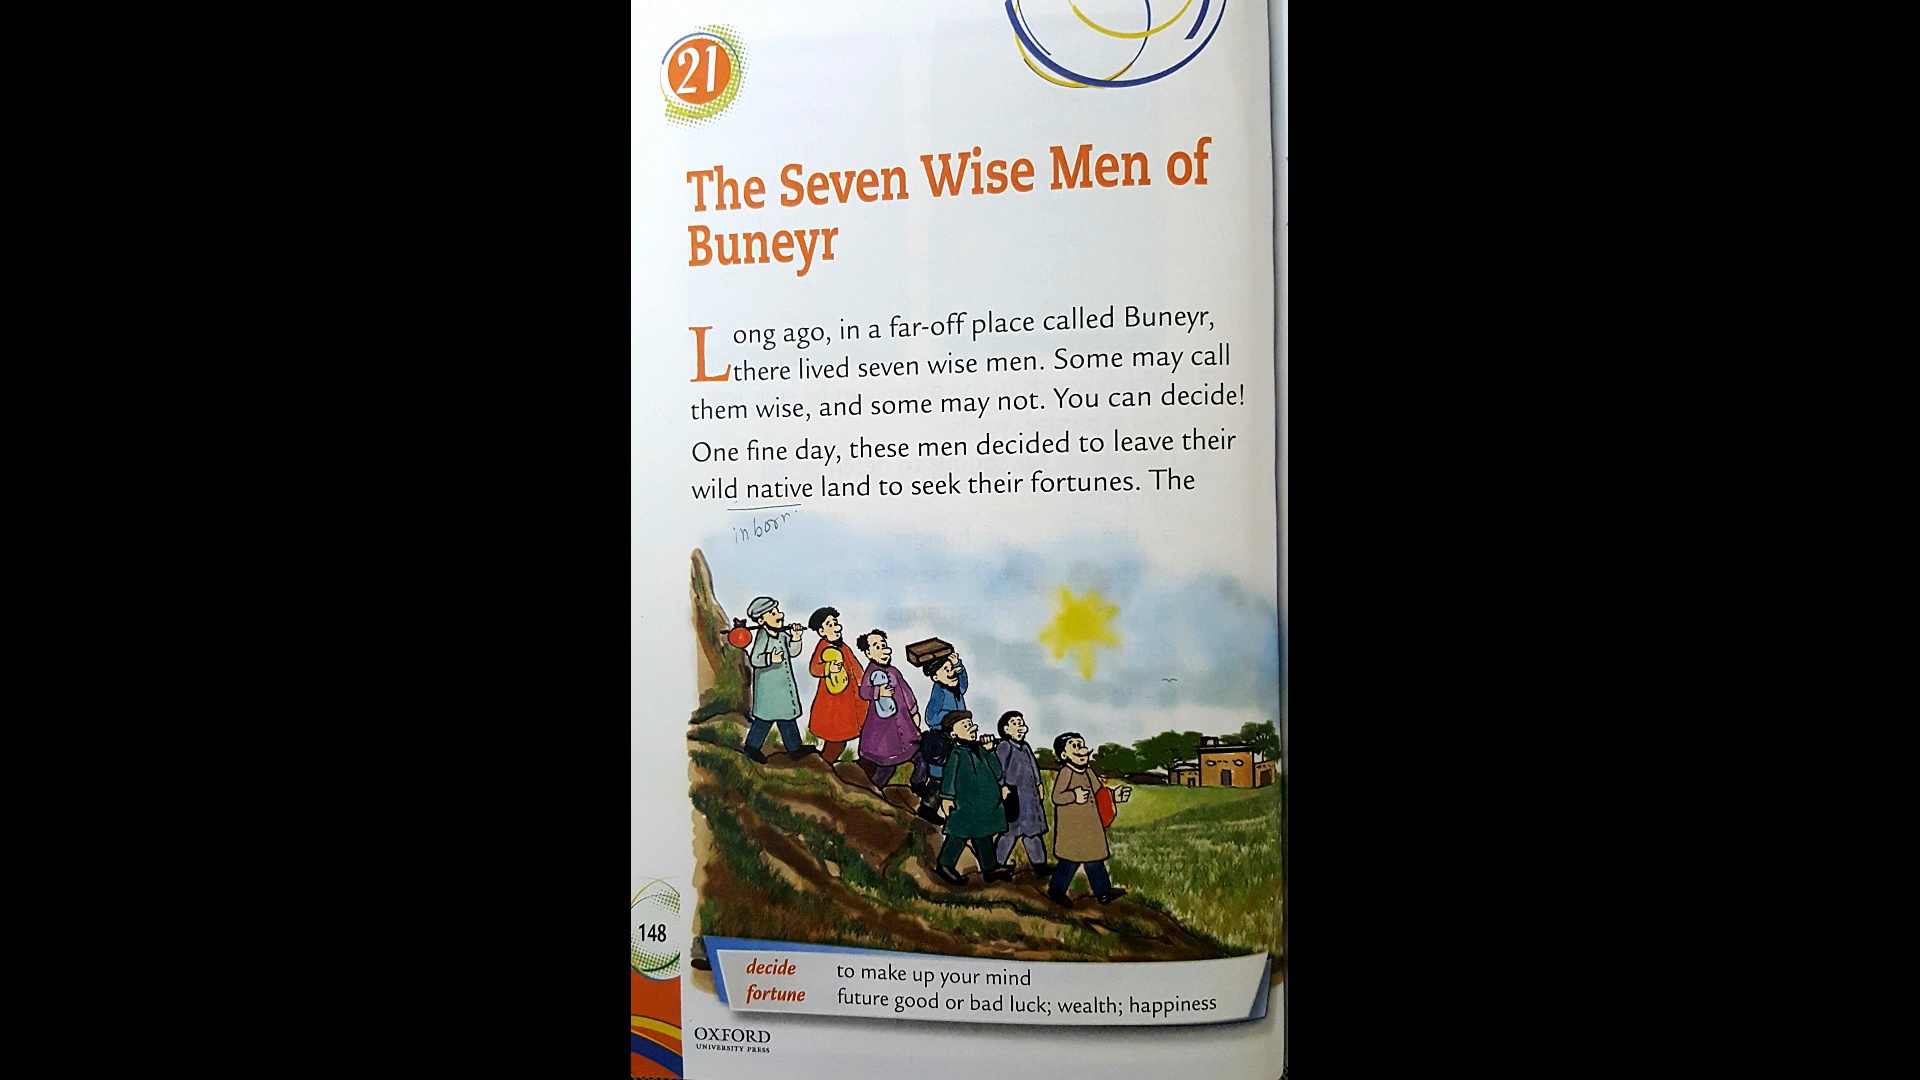 21
The Seven Wise Men of
Buneyr
Long ago, in a far-off place called Buneyr,
there lived seven wise men. Some may call
them wise, and some may not. You can decide!
One fine day, these men decided to leave their
wild native land to seek their fortunes. The
inborn.
148
decide to make up your mind
fortune future good or bad luck; wealth; happiness
OXFORD
UNIVERSITY PRESS